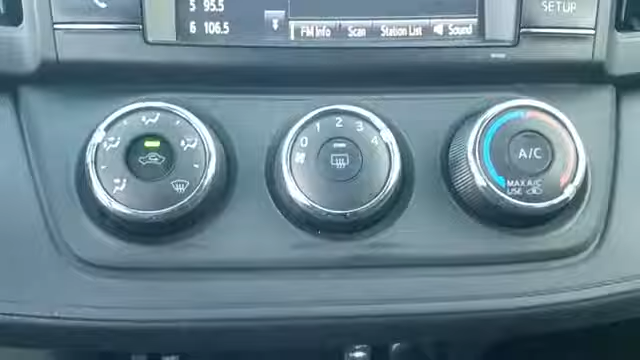 5 95.5
SETUP
6 106.5
FM Info Scan Station List Sound
0 1 2 3 4
A/C
MAX A/C
USE